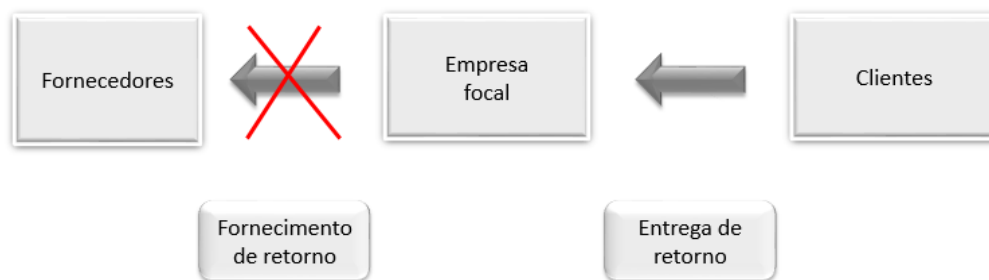 Fornecedores
Empresa
focal
Clientes
Fornecimento
de retorno
Entrega de
retorno